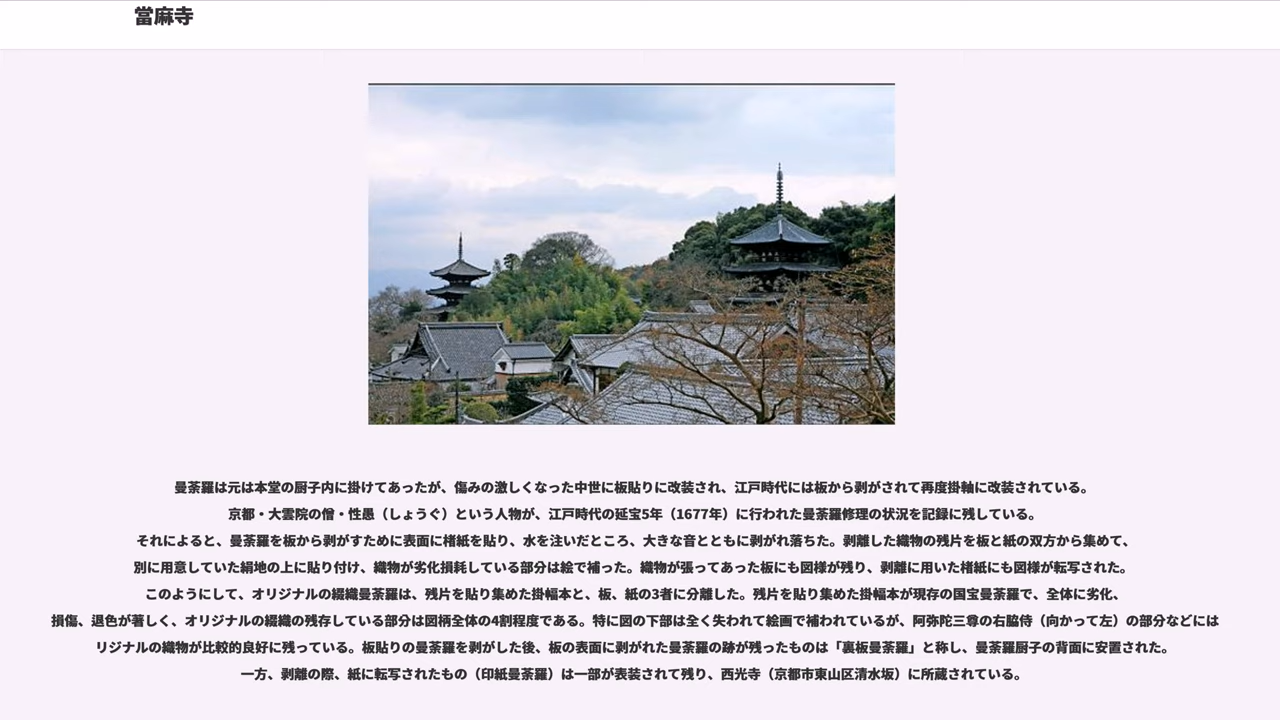 當麻寺
曼荼羅は元は本堂の厨子内に掛けてあったが、傷みの激しくなった中世に板貼りに改装され、江戸時代には板から剥がされて再度掛軸に改装されている。
京都・大雲院の僧・性愚（しょうぐ）という人物が、江戸時代の延宝5年（1677年）に行われた曼荼羅修理の状況を記録に残している。
それによると、曼荼羅を板から剥がすために表面に楮紙を貼り、水を注いだところ、大きな音とともに剥がれ落ちた。剥離した織物の残片を板と紙の双方から集めて、
別に用意していた絹地の上に貼り付け、織物が劣化損耗している部分は絵で補った。織物が張ってあった板にも図様が残り、剥離に用いた楮紙にも図様が転写された。
このようにして、オリジナルの綴織曼荼羅は、残片を貼り集めた掛幅本と、板、紙の3者に分離した。残片を貼り集めた掛幅本が現存の国宝曼荼羅で、全体に劣化、
損傷、退色が著しく、オリジナルの綴織の残存している部分は図柄全体の4割程度である。特に図の下部は全く失われて絵画で補われているが、阿弥陀三尊の右脇侍（向かって左）の部分などには
リジナルの織物が比較的良好に残っている。板貼りの曼荼羅を剥がした後、板の表面に剥がれた曼荼羅の跡が残ったものは「裏板曼荼羅」と称し、曼荼羅厨子の背面に安置された。
一方、剥離の際、紙に転写されたもの（印紙曼荼羅）は一部が表装されて残り、西光寺（京都市東山区清水坂）に所蔵されている。